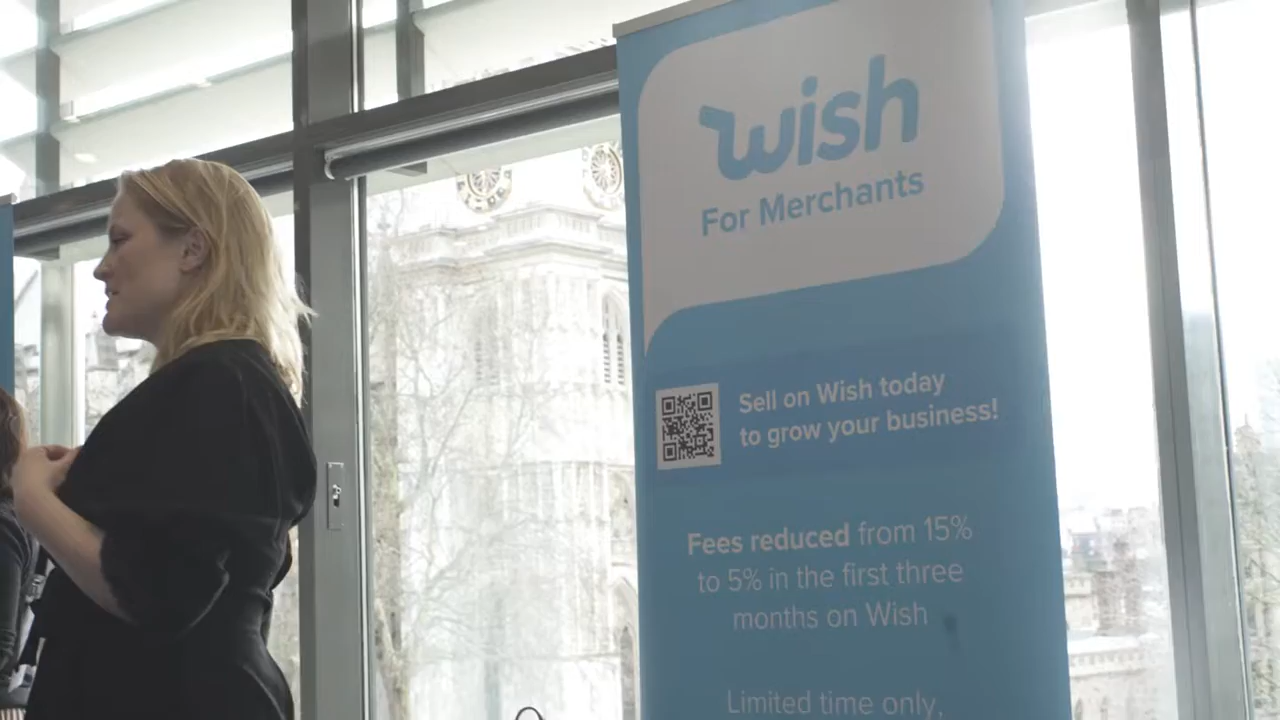 wish
For Merchants
Sell on Wish today
to grow your business!
Fees reduced from 15%
to 5% in the first three
months on Wish
Limited time only,